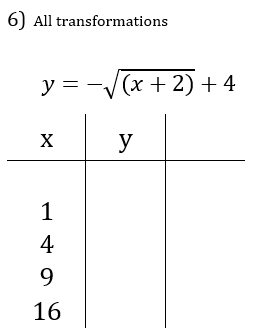 6) All transformations
y = −√(x + 2) + 4
x y
1
4
9
16